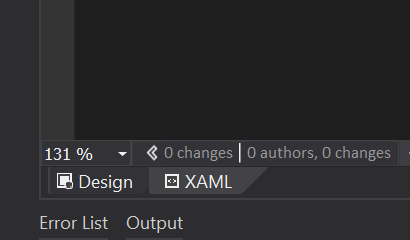 131 % 0 changes | 0 authors, 0 changes
Design XAML
Error List Output